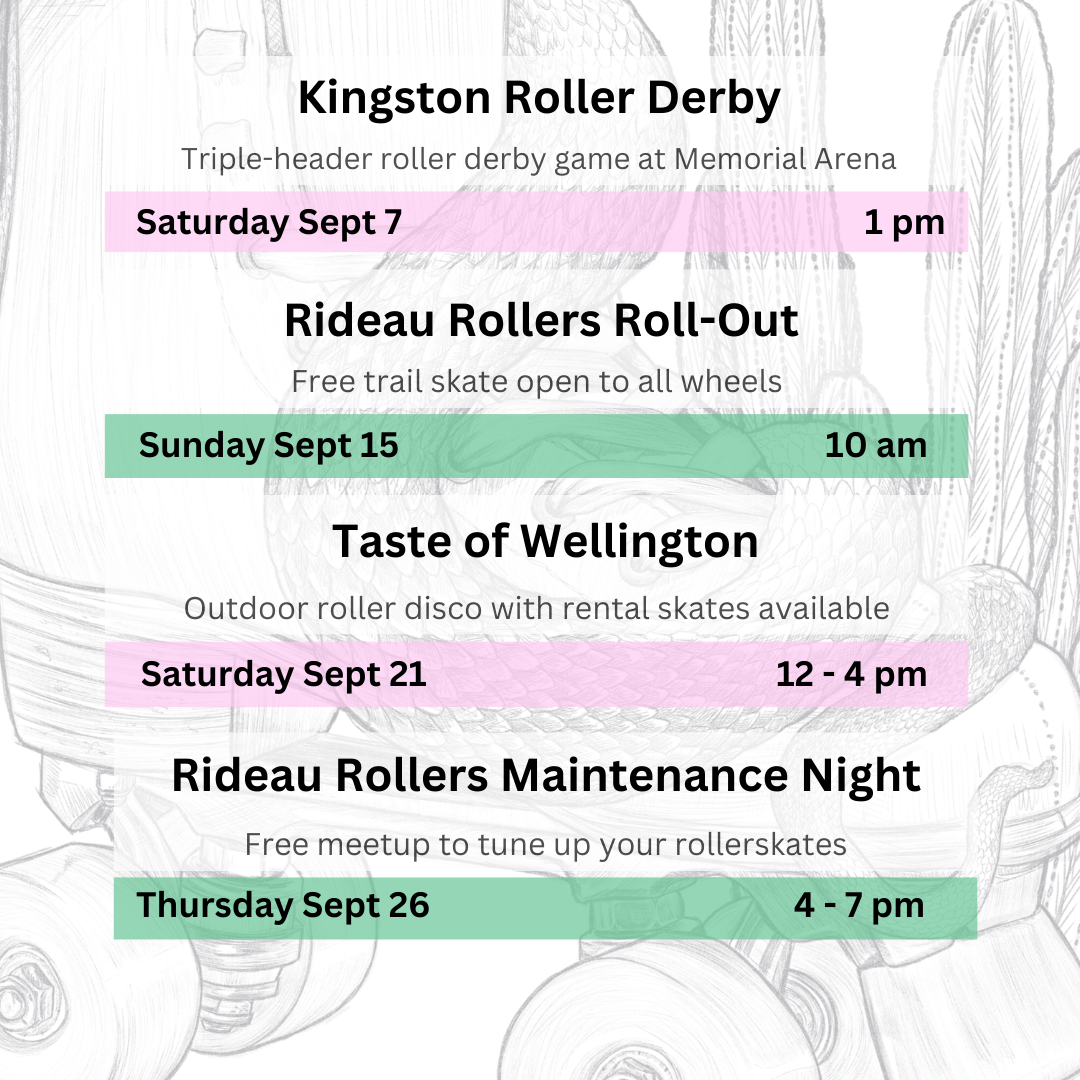 Kingston Roller Derby
Triple-header roller derby game at Memorial Arena
Saturday Sept 7 1 pm
Rideau Rollers Roll-Out
Free trail skate open to all wheels
Sunday Sept 15 10 am
Taste of Wellington
Outdoor roller disco with rental skates available
Saturday Sept 21 12 - 4 pm
Rideau Rollers Maintenance Night
Free meetup to tune up your rollerskates
Thursday Sept 26 4 - 7 pm